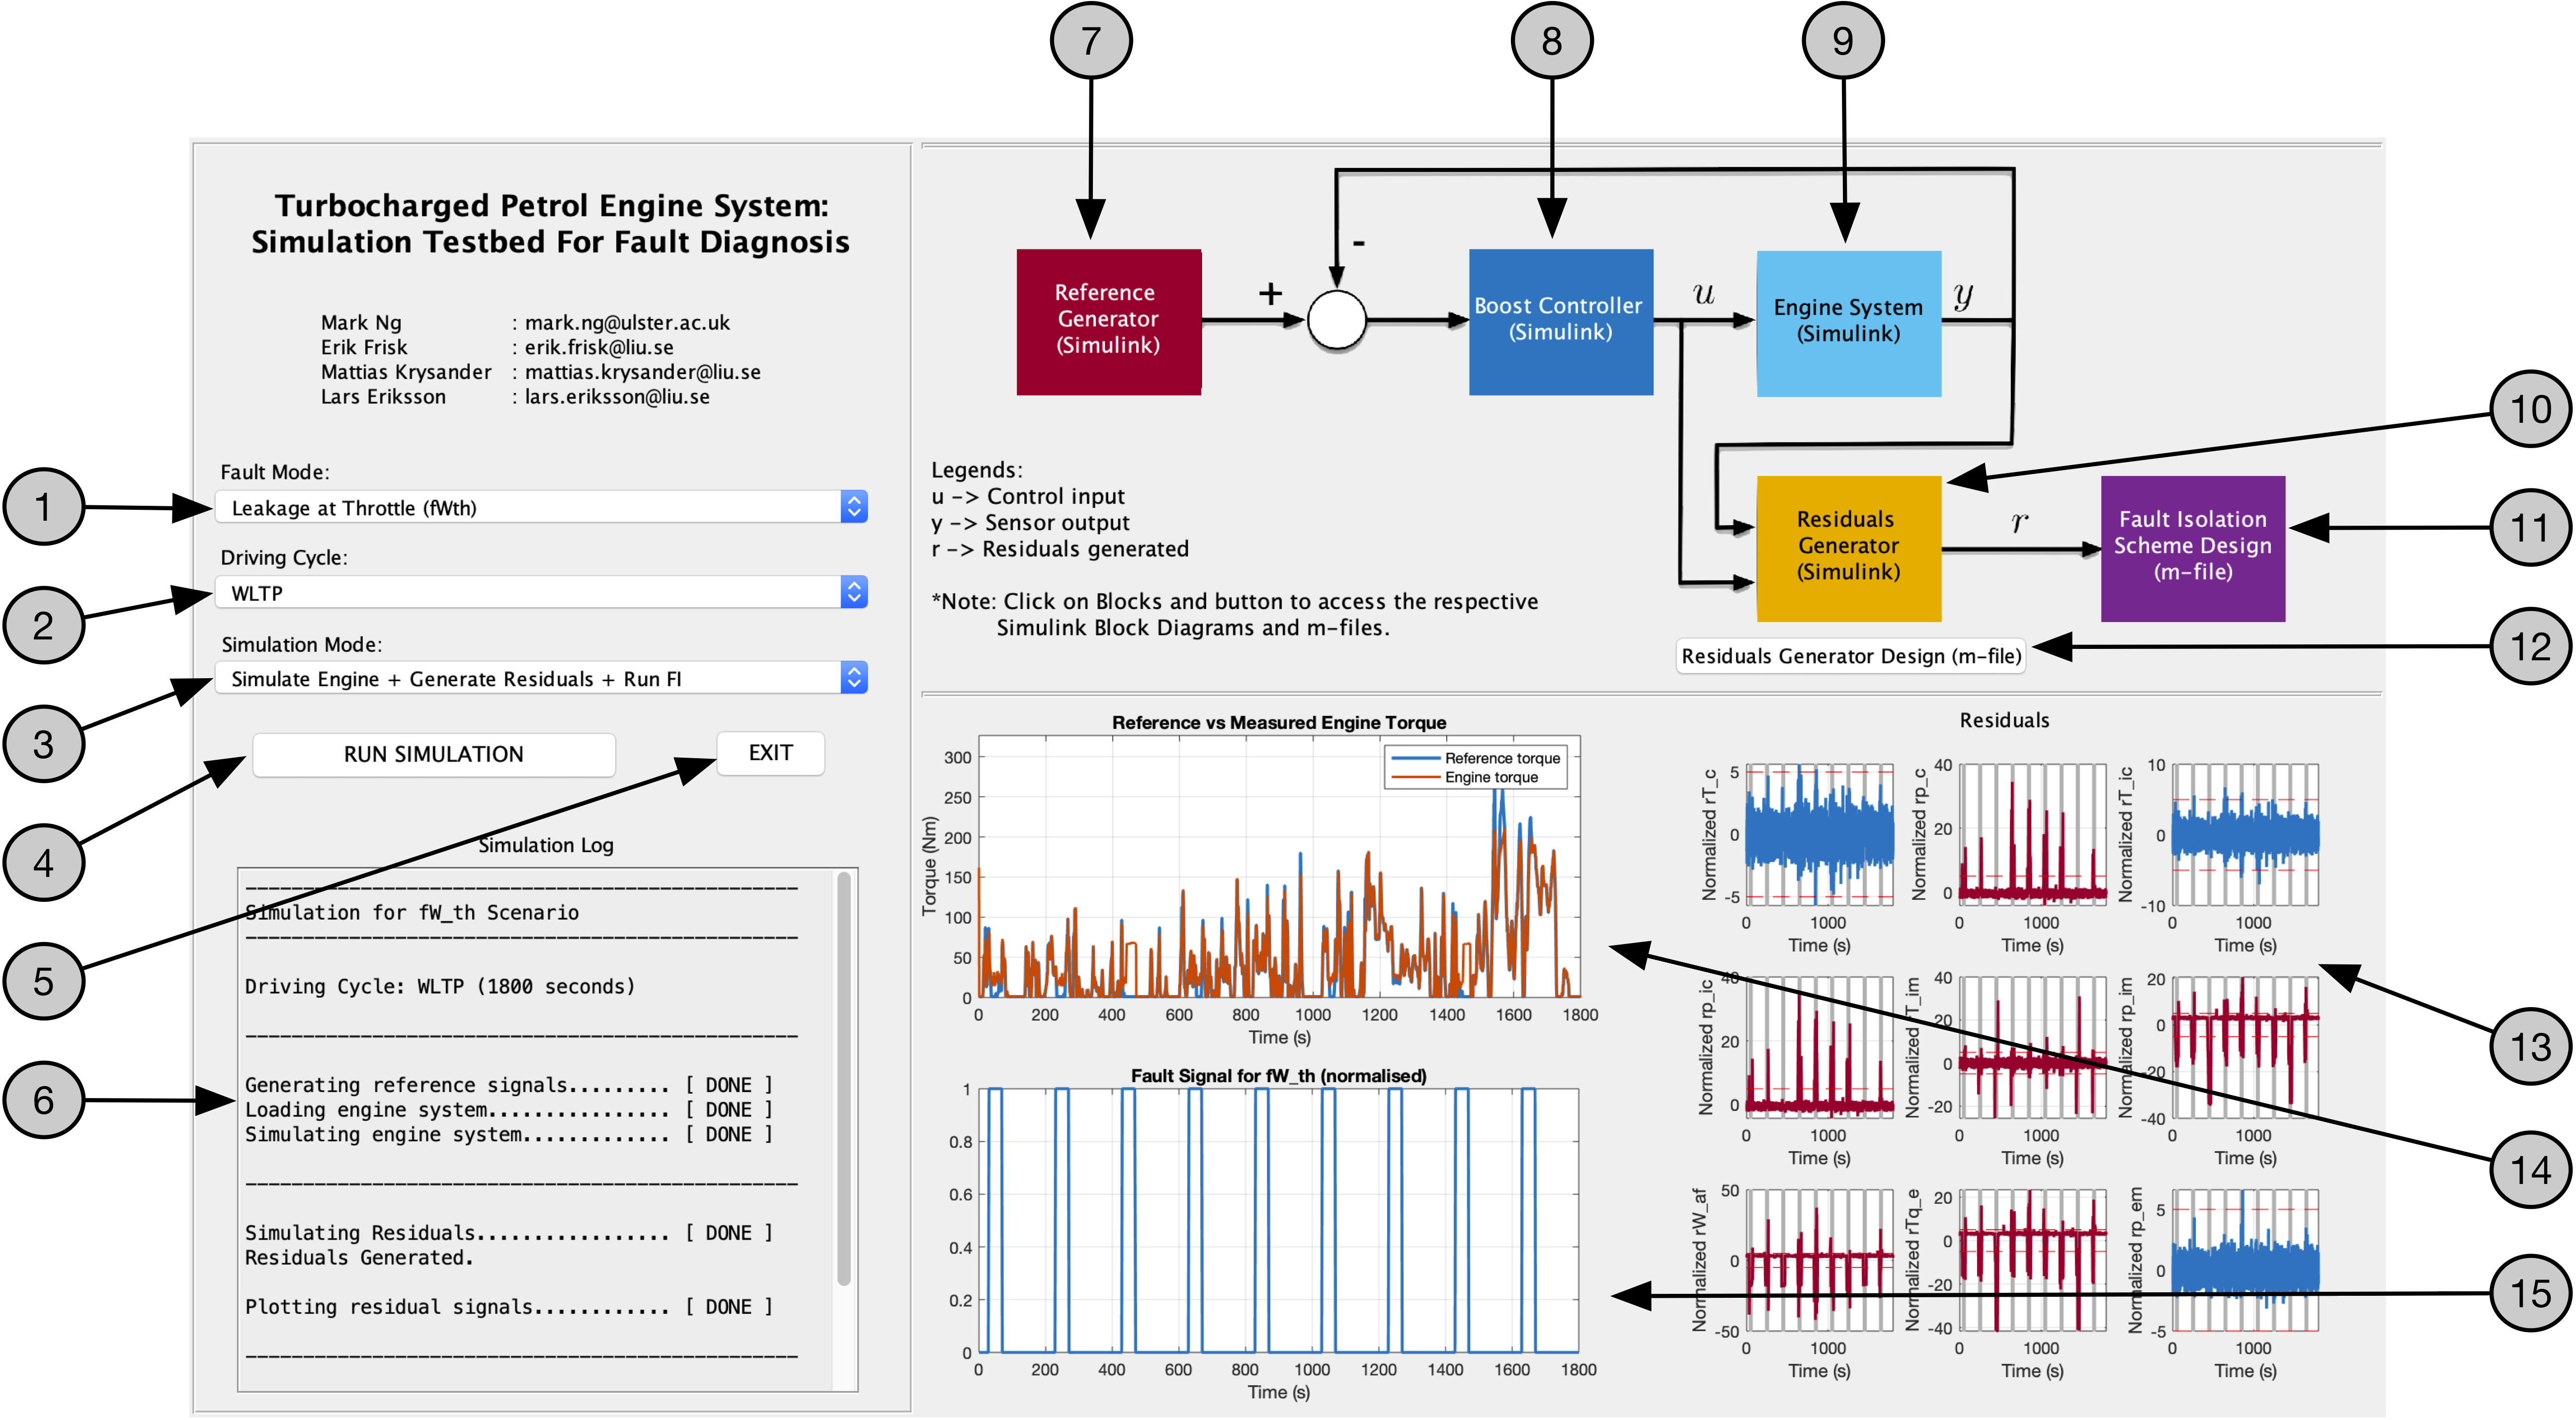 7
8
9
Turbocharged Petrol Engine System:
Simulation Testbed For Fault Diagnosis
Mark Ng : mark.ng@ulster.ac.uk
Erik Frisk : erik.frisk@liu.se
Mattias Krysander : mattias.krysander@liu.se
Lars Eriksson : lars.eriksson@liu.se
1
Fault Mode:
Leakage at Throttle (fWth)
2
Driving Cycle:
WLTP
3
Simulation Mode:
Simulate Engine + Generate Residuals + Run FI
4
RUN SIMULATION
EXIT
5
Simulation Log
6
--------------------------------------------------
Simulation for fW_th Scenario
--------------------------------------------------
Driving Cycle: WLTP (1800 seconds)
--------------------------------------------------
Generating reference signals......... [ DONE ]
Loading engine system................ [ DONE ]
Simulating engine system............. [ DONE ]
--------------------------------------------------
Simulating Residuals................. [ DONE ]
Residuals Generated.
Plotting residual signals............ [ DONE ]
--------------------------------------------------
Reference
Generator
(Simulink)
+
-
Boost Controller
(Simulink)
u
Engine System
(Simulink)
y
10
Residuals
Generator
(Simulink)
r
Fault Isolation
Scheme Design
(m-file)
11
Residuals Generator Design (m-file)
12
Legends:
u -> Control input
y -> Sensor output
r -> Residuals generated
*Note: Click on Blocks and button to access the respective
Simulink Block Diagrams and m-files.
Reference vs Measured Engine Torque
Reference torque
Engine torque
Torque (Nm)
300
250
200
150
100
50
0
0 200 400 600 800 1000 1200 1400 1600 1800
Time (s)
Fault Signal for fW_th (normalised)
1
0.8
0.6
0.4
0.2
0
0 200 400 600 800 1000 1200 1400 1600 1800
Time (s)
Residuals
Normalized rT_c
5
0
-5
0 1000
Time (s)
Normalized rp_c
40
20
0
0 1000
Time (s)
Normalized rT_ic
10
0
-10
0 1000
Time (s)
Normalized rp_ic
40
20
0
0 1000
Time (s)
Normalized rT_im
40
20
0
-20
0 1000
Time (s)
Normalized rp_im
20
0
-20
-40
0 1000
Time (s)
Normalized rW_af
50
0
-50
0 1000
Time (s)
Normalized rTq_e
20
0
-20
-40
0 1000
Time (s)
Normalized rp_em
5
0
-5
0 1000
Time (s)
13
14
15